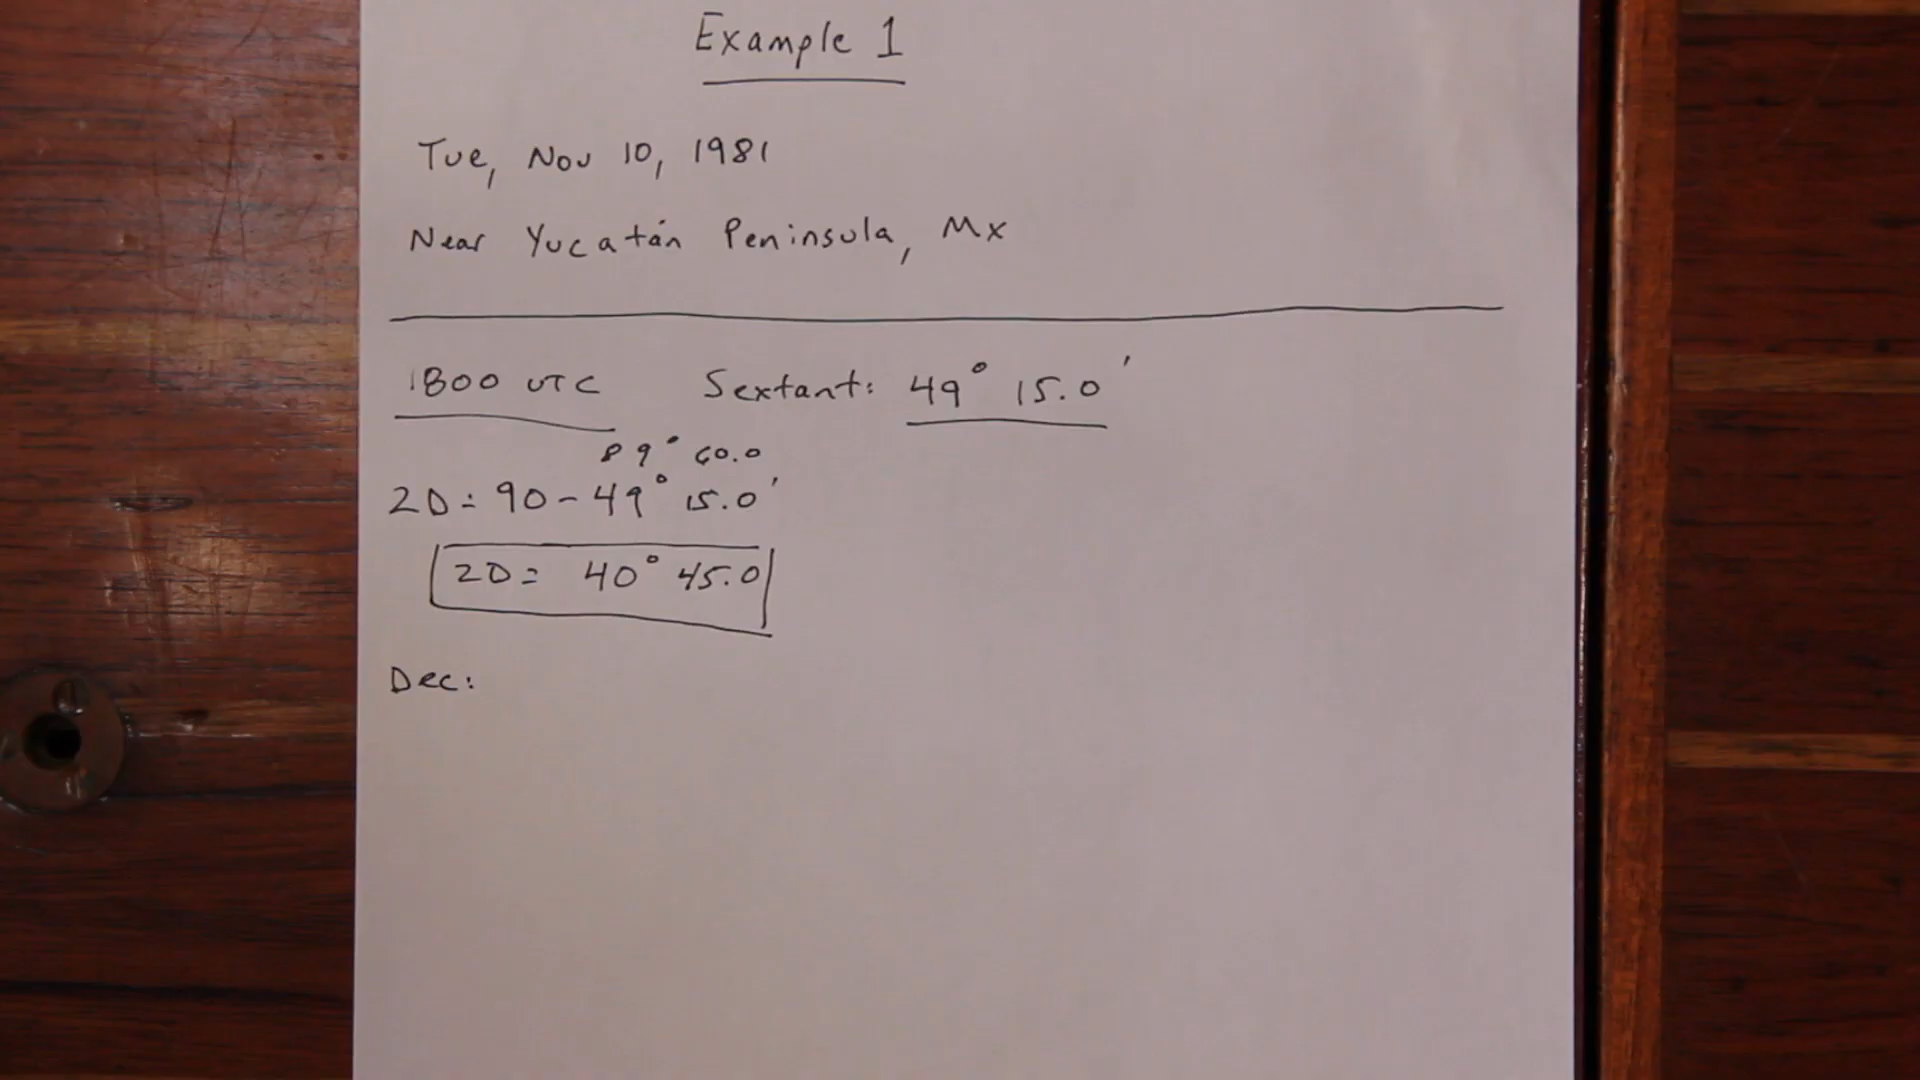 Example 1
Tue, Nov 10, 1981
Near Yucatán Peninsula, Mx
1800 UTC Sextant: 49° 15.0'
89° 60.0
ZD = 90 - 49° 15.0'
ZD = 40° 45.0
Dec: